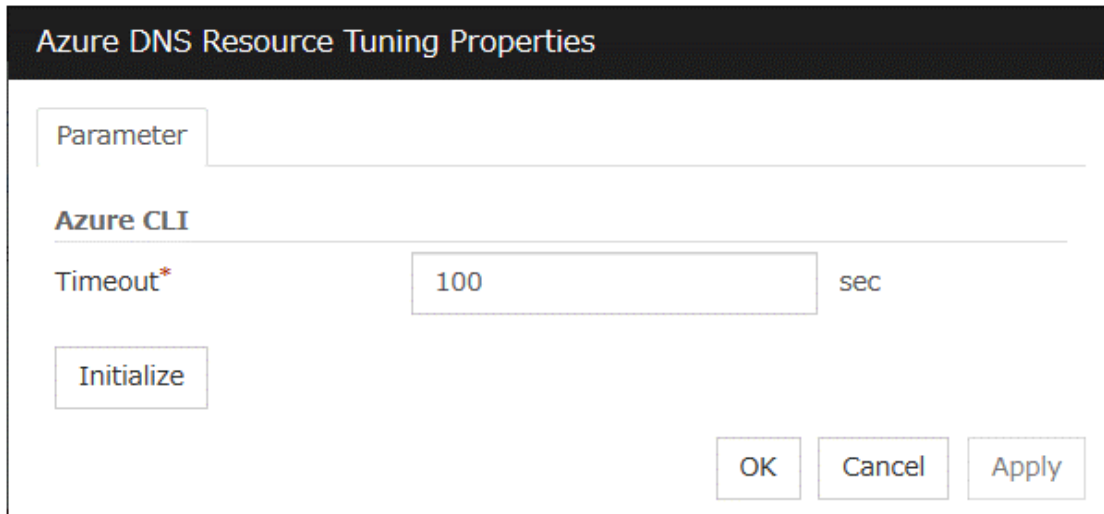 Azure DNS Resource Tuning Properties
Parameter
Azure CLI
Timeout* 100 sec
Initialize
OK Cancel Apply